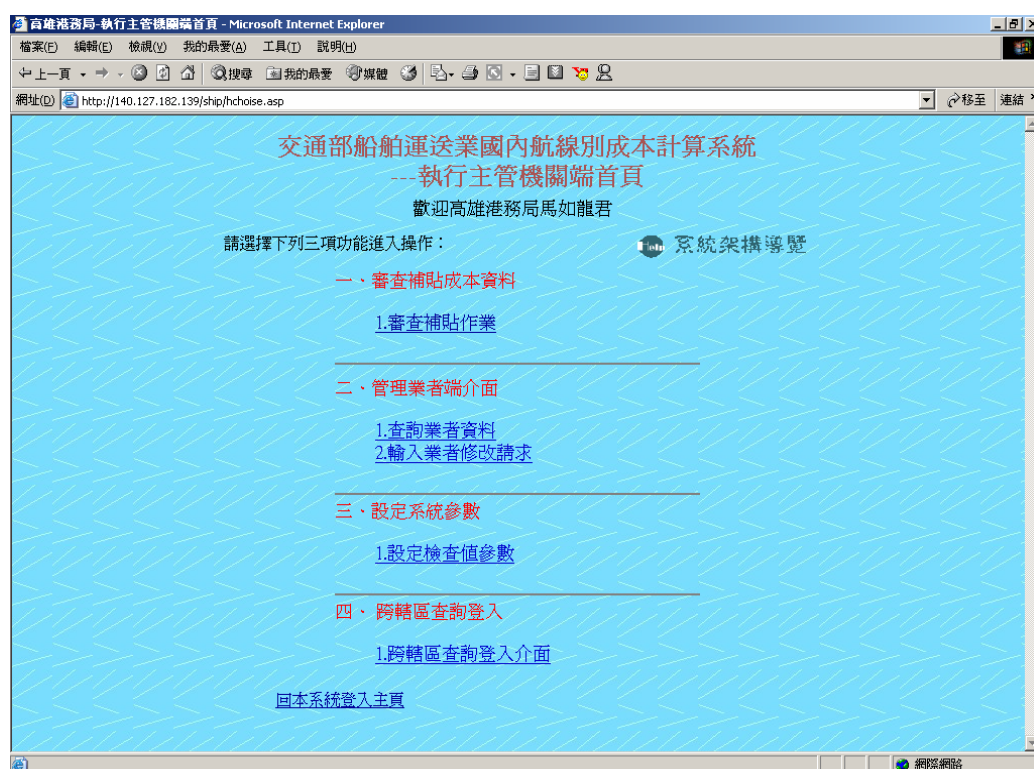 高雄港務局-執行主管機關端首頁 - Microsoft Internet Explorer
檔案(F) 編輯(E) 檢視(V) 我的最愛(A) 工具(T) 說明(H)
上一頁 搜尋 我的最愛 媒體
網址(D) http://140.127.182.139/ship/hchoise.asp 移至 連結
交通部船舶運送業國內航線別成本計算系統
---執行主管機關端首頁
歡迎高雄港務局馬如龍君
請選擇下列三項功能進入操作： 系統架構導覽
一、審查補貼成本資料
1.審查補貼作業
二、管理業者端介面
1.查詢業者資料
2.輸入業者修改請求
三、設定系統參數
1.設定檢查值參數
四、 跨轄區查詢登入
1.跨轄區查詢登入介面
回本系統登入主頁
網際網路